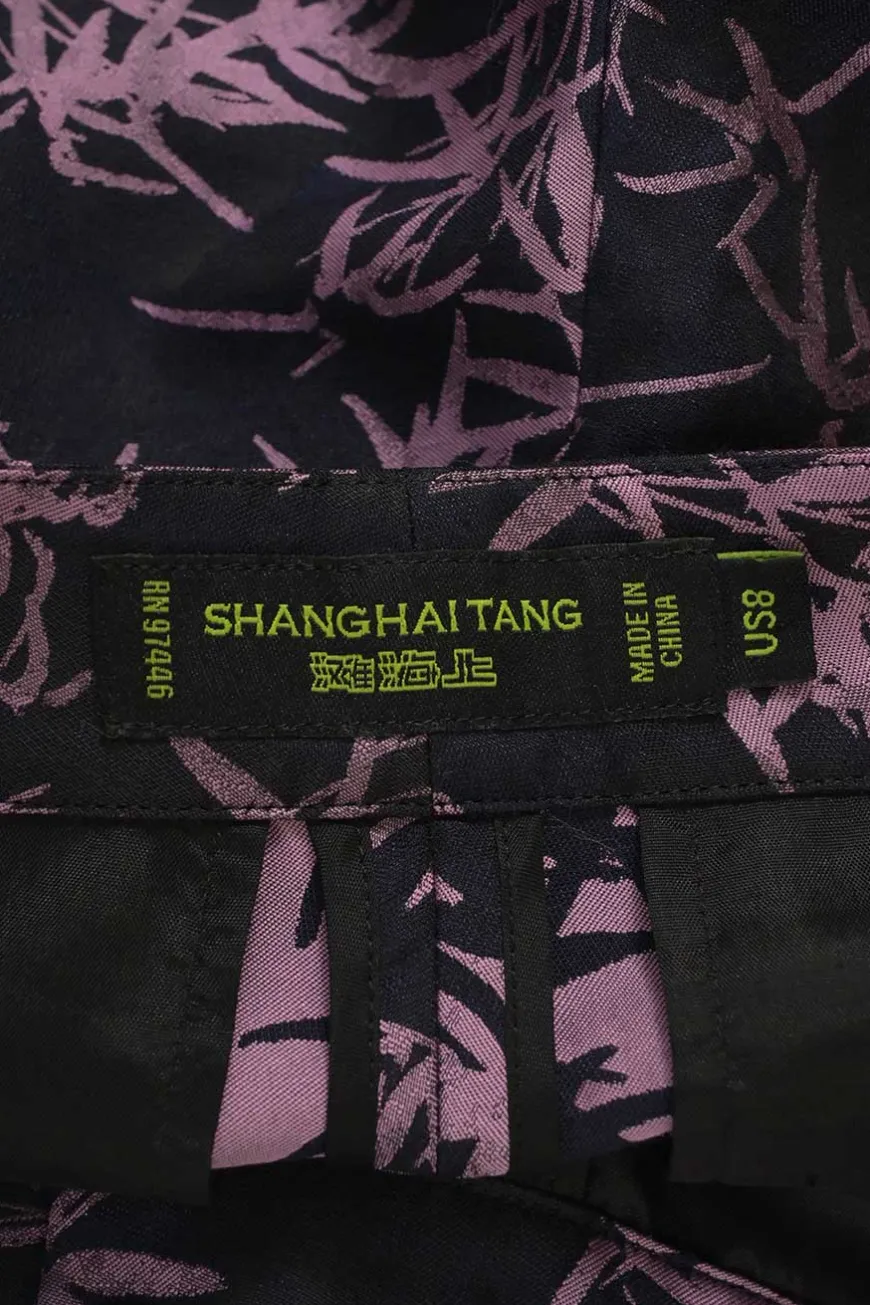 RN 97446
SHANGHAI TANG
灘海上
MADE IN
CHINA
US8